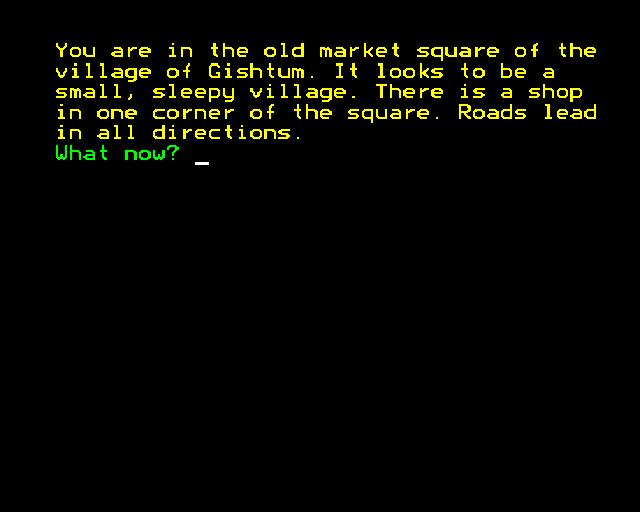 You are in the old market square of the
village of Gishtum. It looks to be a
small, sleepy village. There is a shop
in one corner of the square. Roads lead
in all directions.
What now? _